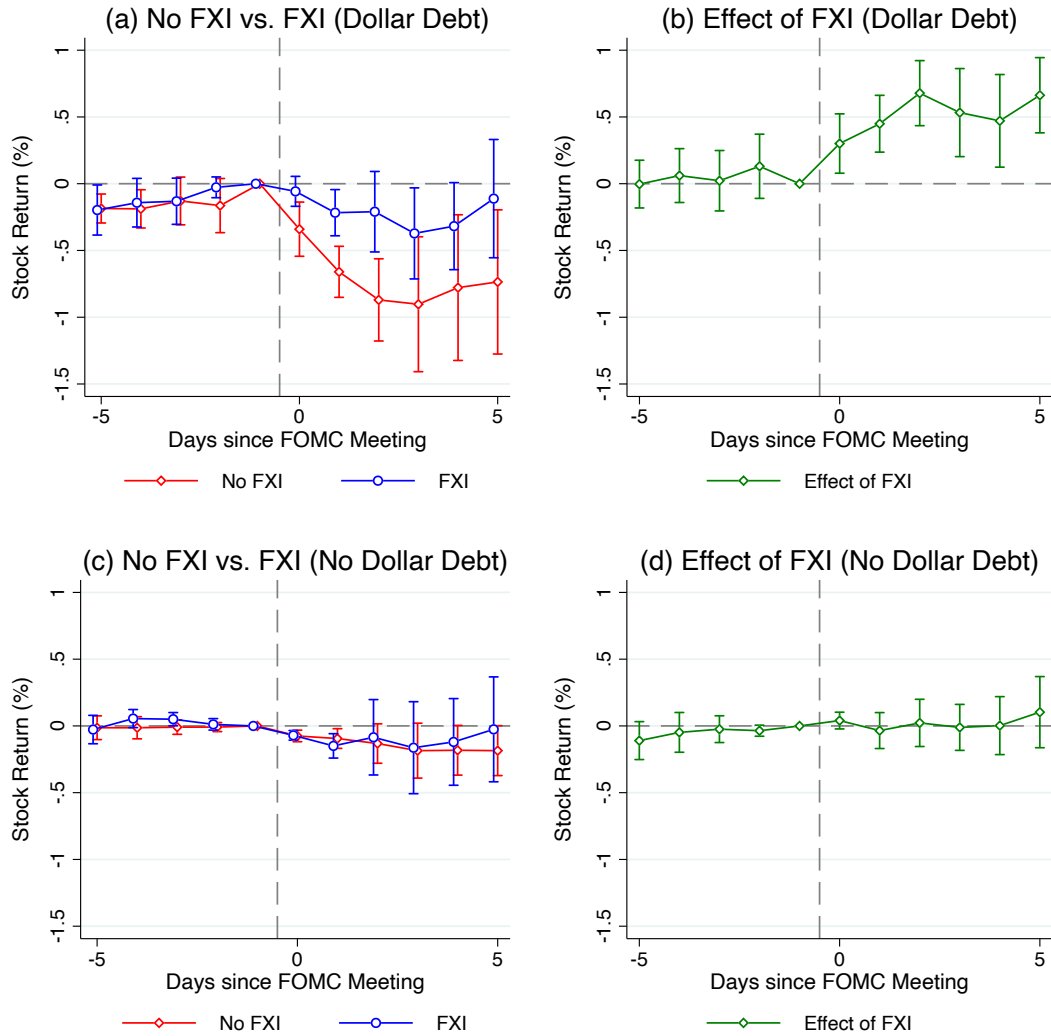 (a) No FXI vs. FXI (Dollar Debt)
Stock Return (%)
1
.5
0
-.5
-1
-1.5
-5
0
5
Days since FOMC Meeting
No FXI
FXI
(b) Effect of FXI (Dollar Debt)
Stock Return (%)
1
.5
0
-.5
-1
-1.5
-5
0
5
Days since FOMC Meeting
Effect of FXI
(c) No FXI vs. FXI (No Dollar Debt)
Stock Return (%)
1
.5
0
-.5
-1
-1.5
-5
0
5
Days since FOMC Meeting
No FXI
FXI
(d) Effect of FXI (No Dollar Debt)
Stock Return (%)
1
.5
0
-.5
-1
-1.5
-5
0
5
Days since FOMC Meeting
Effect of FXI